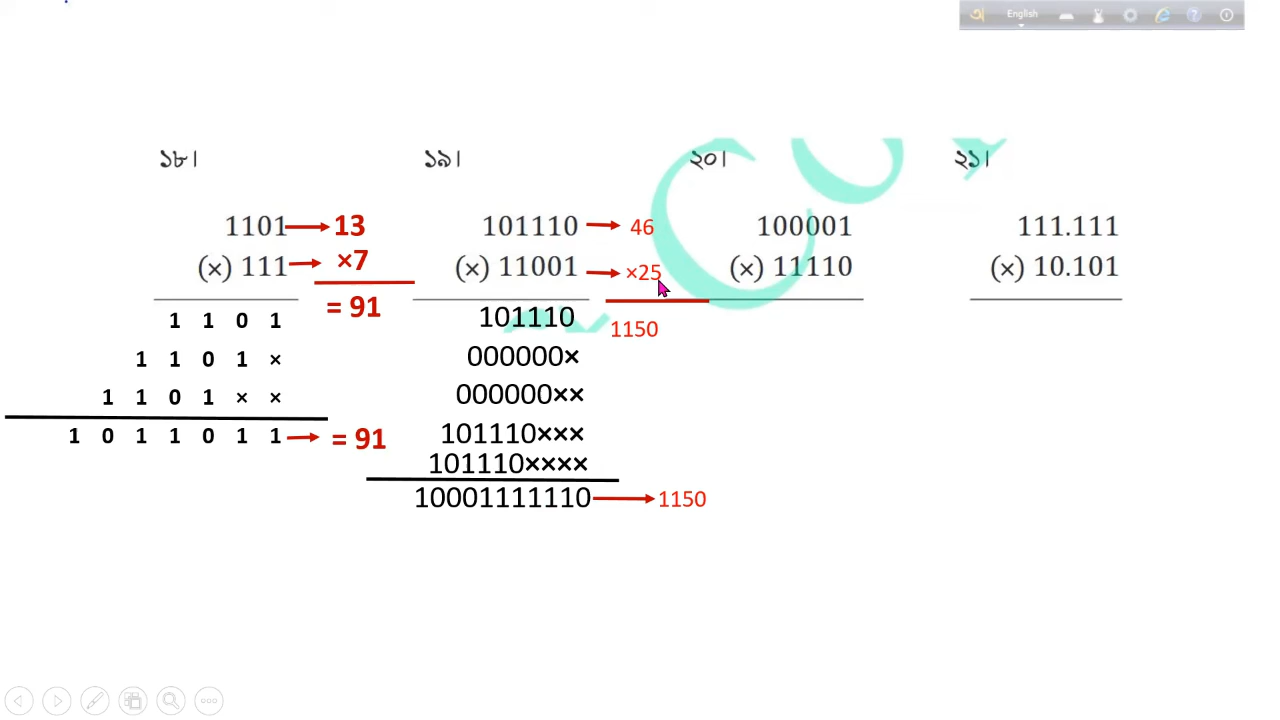 English
১৮।
1101 → 13
(×) 111 → ×7
= 91
1 1 0 1
1 1 0 1 ×
1 1 0 1 × ×
1 0 1 1 0 1 1 → = 91
১৯।
101110 → 46
(×) 11001 → ×25
1150
101110
000000×
000000××
101110×××
101110××××
10001111110 → 1150
২০।
100001
(×) 11110
২১।
111.111
(×) 10.101